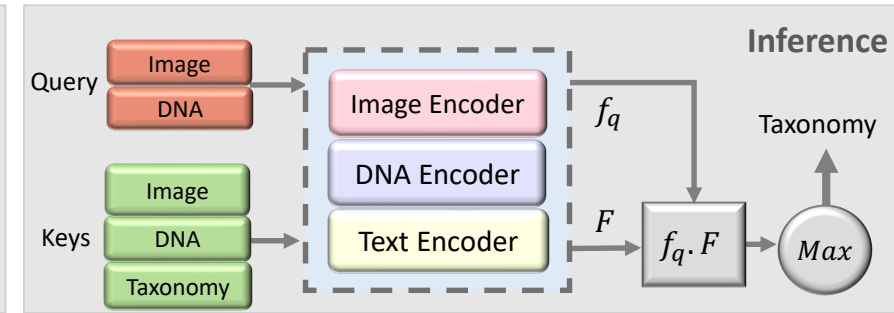 Inference
Query
Image
DNA
Keys
Image
DNA
Taxonomy
Image Encoder
DNA Encoder
Text Encoder
f_q
F
f_q . F
Max
Taxonomy